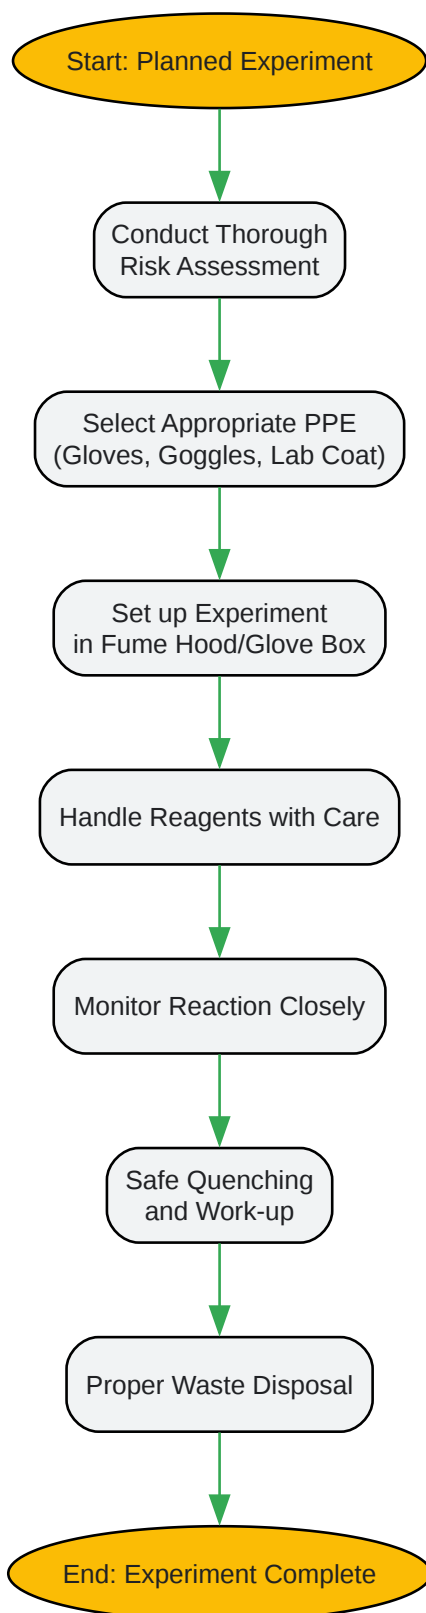 Start: Planned Experiment
Conduct Thorough
Risk Assessment
Select Appropriate PPE
(Gloves, Goggles, Lab Coat)
Set up Experiment
in Fume Hood/Glove Box
Handle Reagents with Care
Monitor Reaction Closely
Safe Quenching
and Work-up
Proper Waste Disposal
End: Experiment Complete